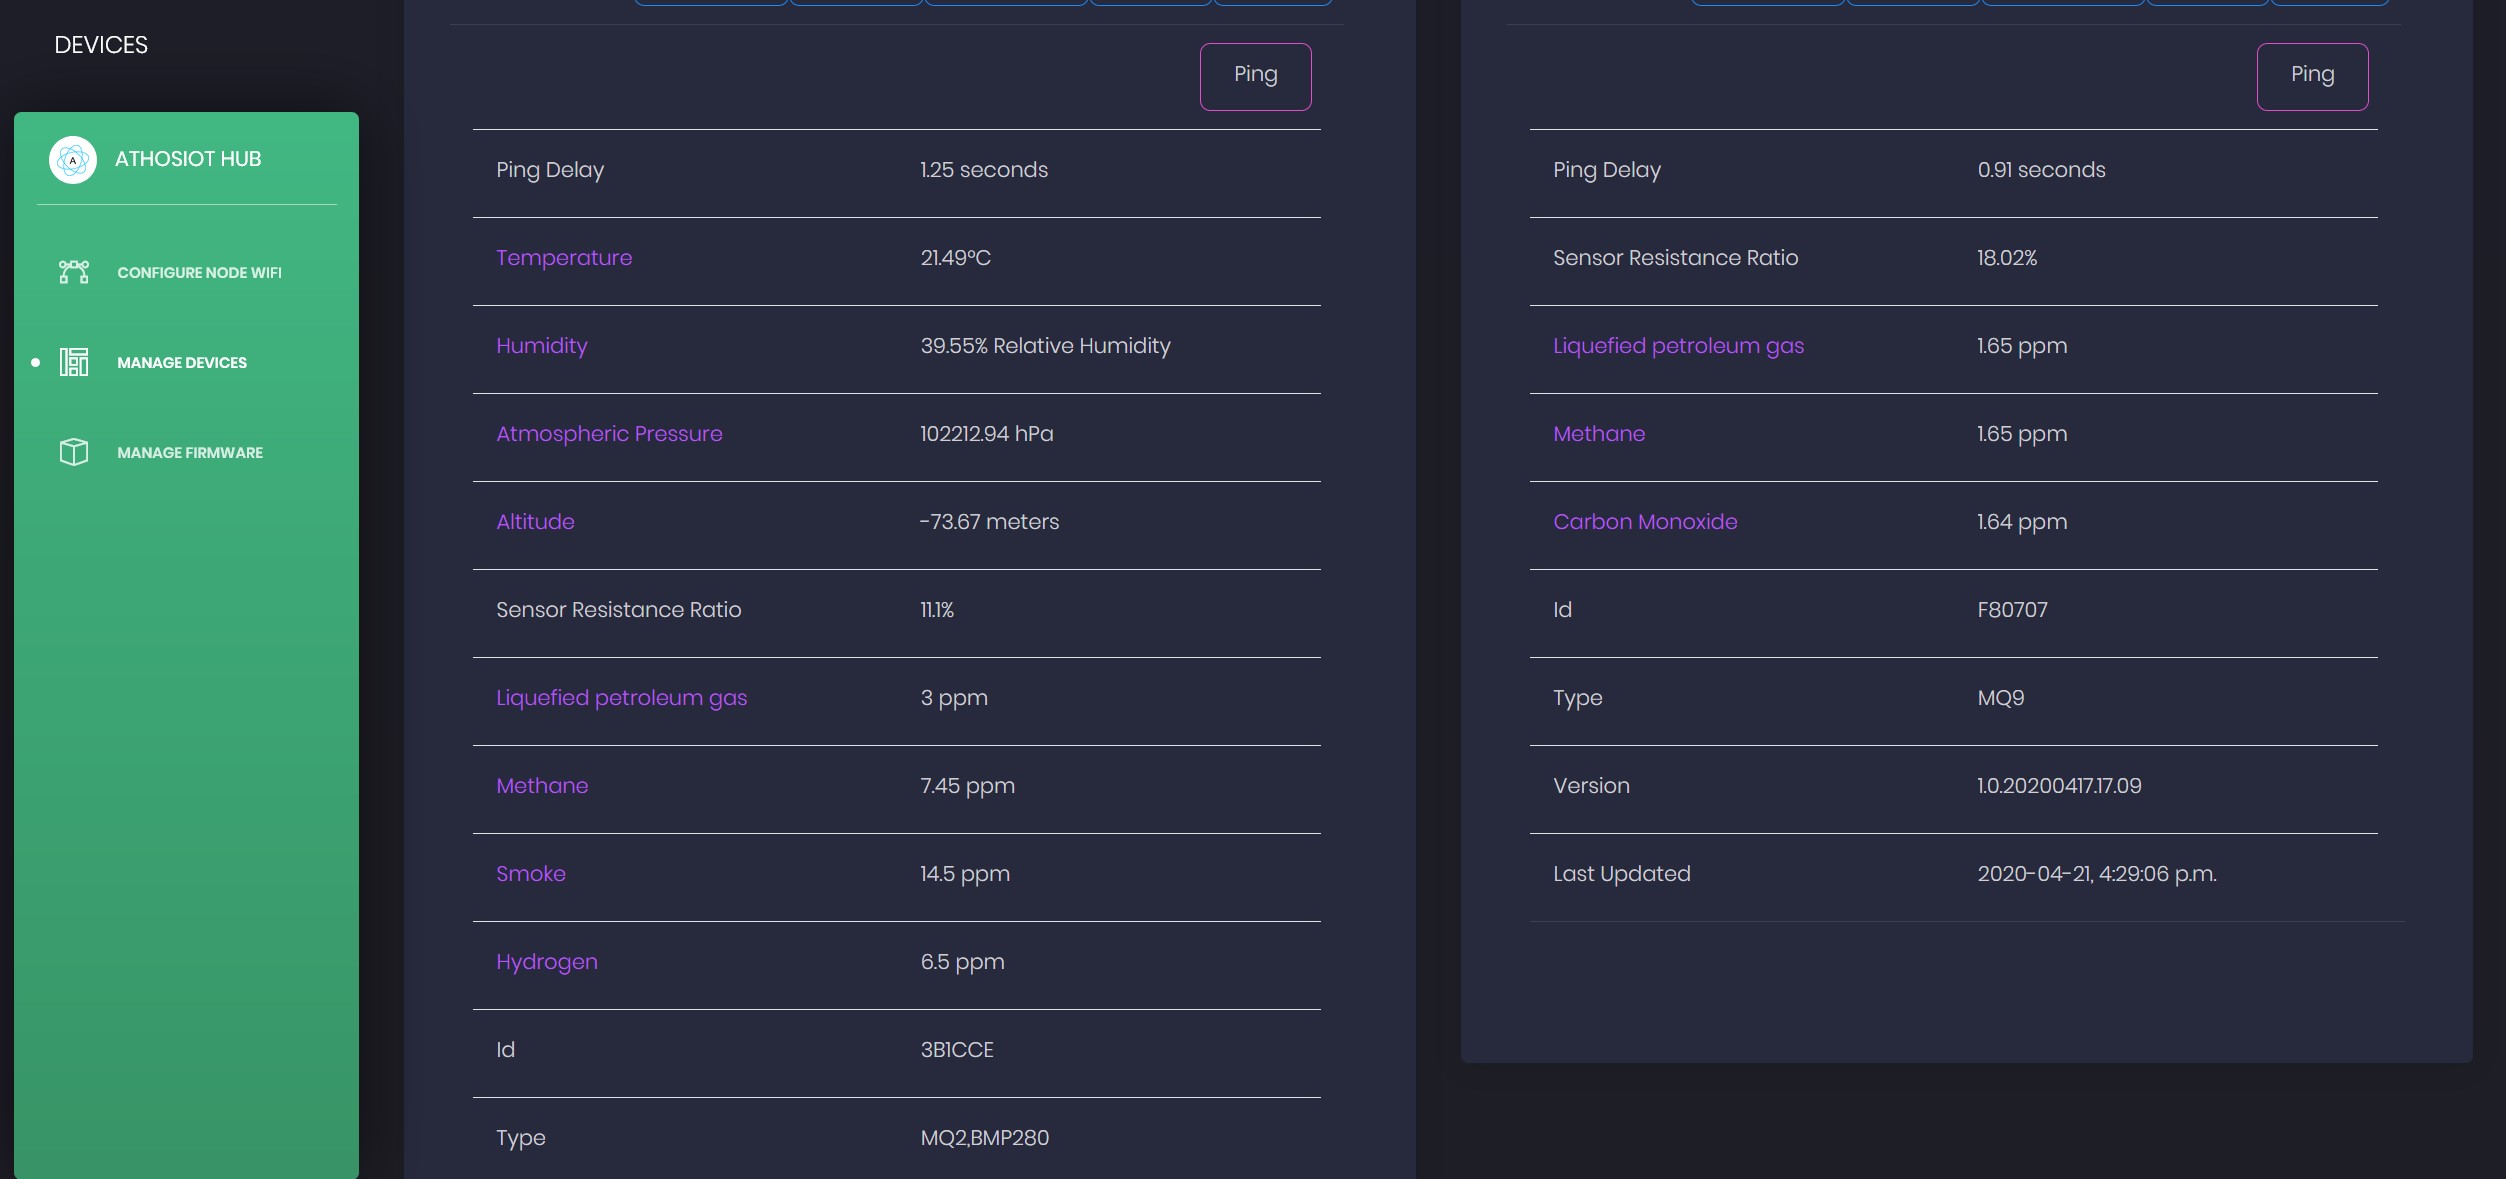 DEVICES
A
ATHOSIOT HUB
CONFIGURE NODE WIFI
MANAGE DEVICES
MANAGE FIRMWARE
Ping
Ping Delay 1.25 seconds
Temperature 21.49°C
Humidity 39.55% Relative Humidity
Atmospheric Pressure 102212.94 hPa
Altitude -73.67 meters
Sensor Resistance Ratio 11.1%
Liquefied petroleum gas 3 ppm
Methane 7.45 ppm
Smoke 14.5 ppm
Hydrogen 6.5 ppm
Id 3B1CCE
Type MQ2,BMP280
Ping
Ping Delay 0.91 seconds
Sensor Resistance Ratio 18.02%
Liquefied petroleum gas 1.65 ppm
Methane 1.65 ppm
Carbon Monoxide 1.64 ppm
Id F80707
Type MQ9
Version 1.0.20200417.17.09
Last Updated 2020-04-21, 4:29:06 p.m.